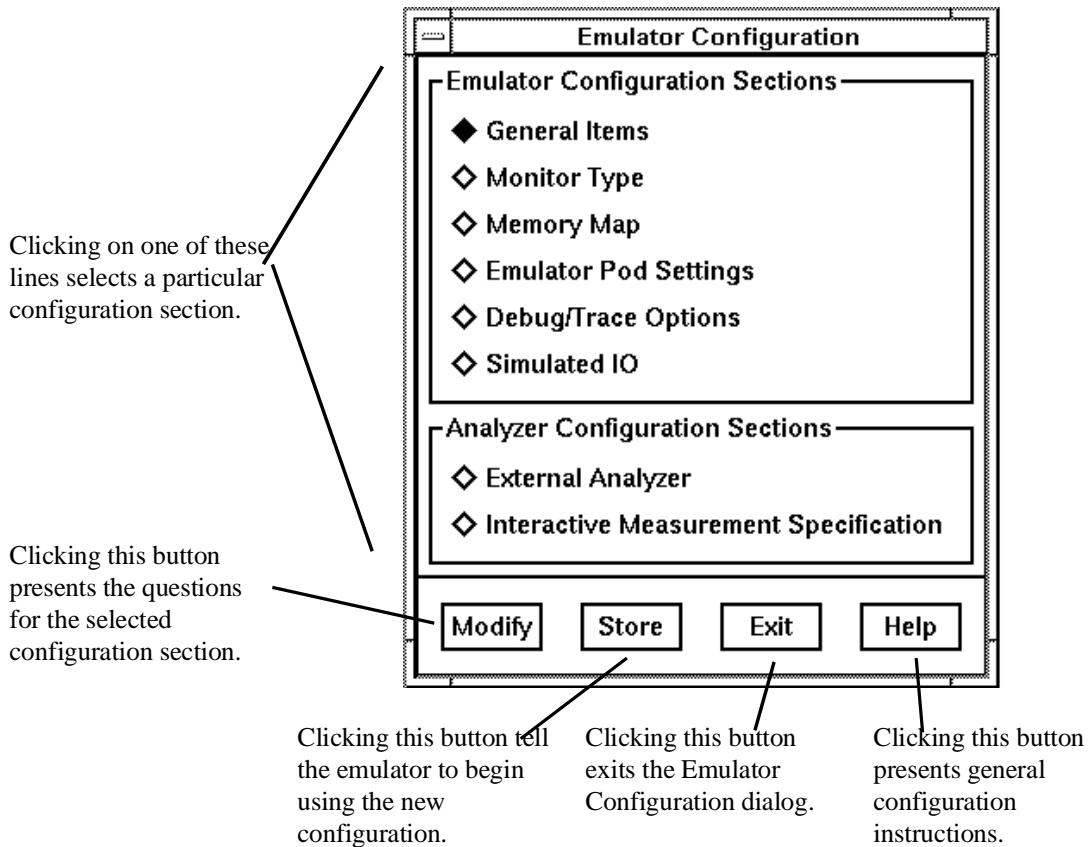 Emulator Configuration
Emulator Configuration Sections
General Items
Monitor Type
Memory Map
Emulator Pod Settings
Debug/Trace Options
Simulated IO
Analyzer Configuration Sections
External Analyzer
Interactive Measurement Specification
Modify
Store
Exit
Help
Clicking on one of these
lines selects a particular
configuration section.
Clicking this button
presents the questions
for the selected
configuration section.
Clicking this button tell
the emulator to begin
using the new
configuration.
Clicking this button
exits the Emulator
Configuration dialog.
Clicking this button
presents general
configuration
instructions.